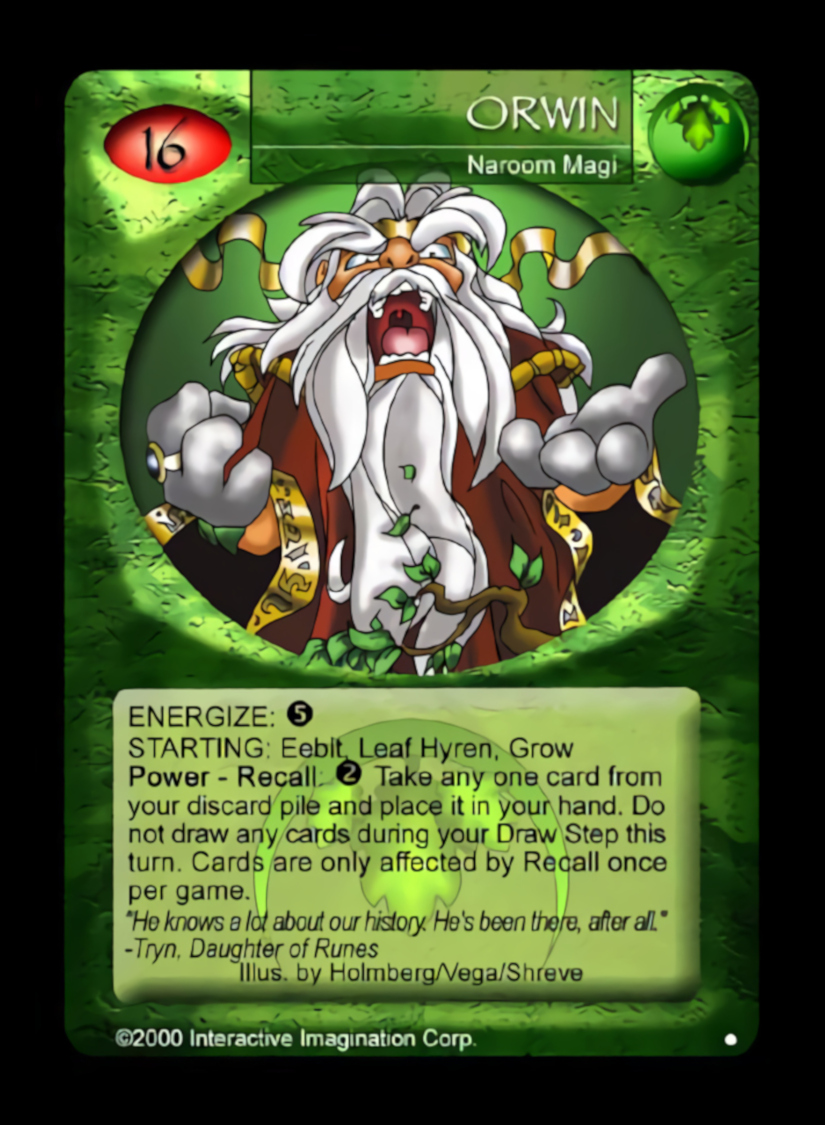 16
ORWIN
Naroom Magi
ENERGIZE: ❺
STARTING: Eebit, Leaf Hyren, Grow
Power - Recall: ❷ Take any one card from
your discard pile and place it in your hand. Do
not draw any cards during your Draw Step this
turn. Cards are only affected by Recall once
per game.
"He knows a lot about our history. He's been there, after all."
-Tryn, Daughter of Runes
Illus. by Holmberg/Vega/Shreve
©2000 Interactive Imagination Corp.